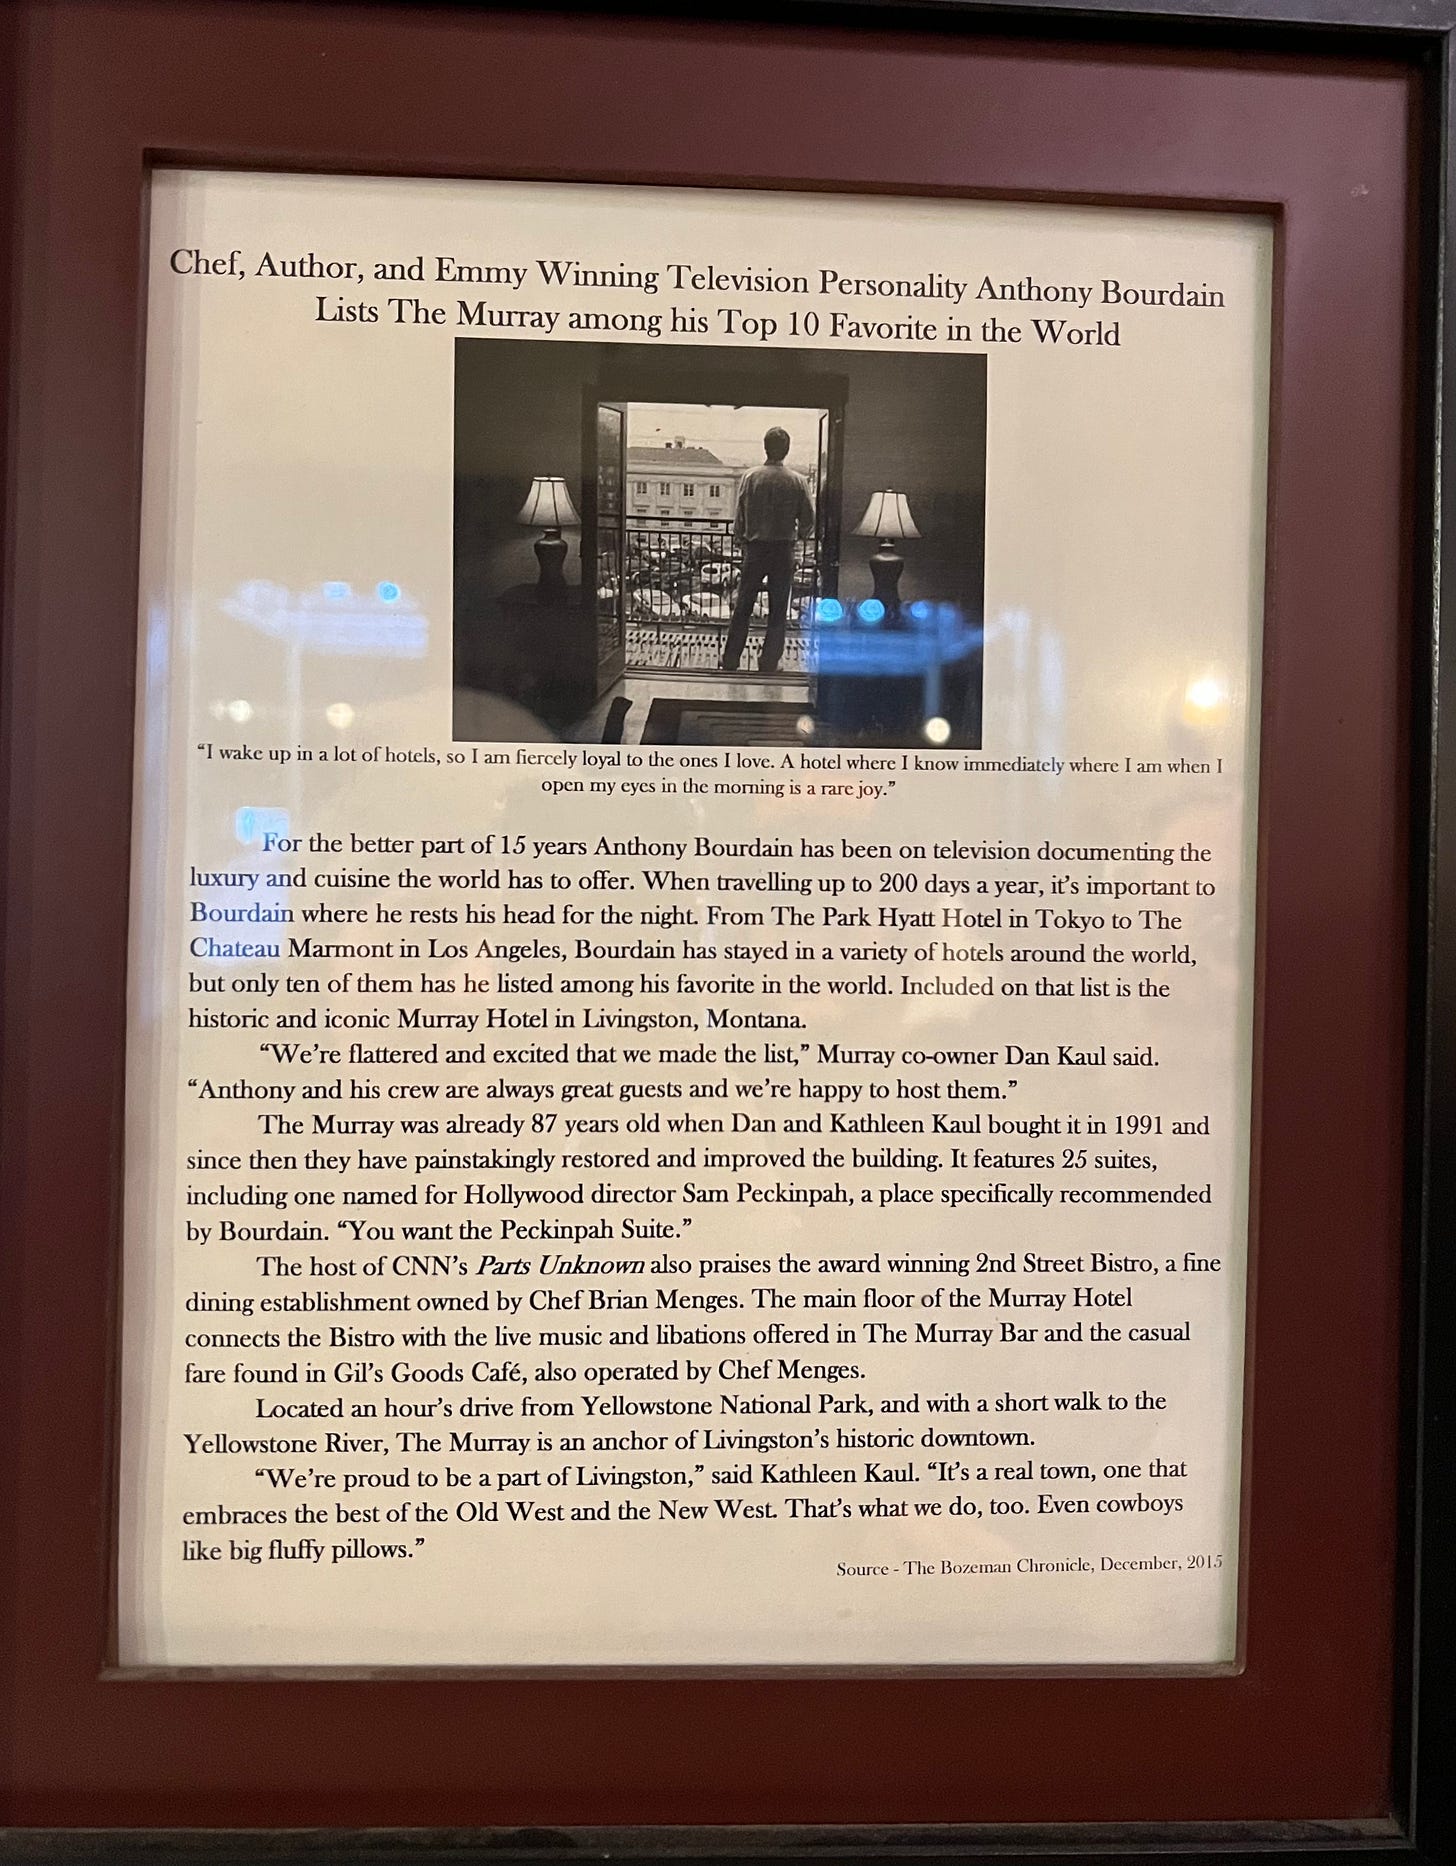 Chef, Author, and Emmy Winning Television Personality Anthony Bourdain
Lists The Murray among his Top 10 Favorite in the World
“I wake up in a lot of hotels, so I am fiercely loyal to the ones I love. A hotel where I know immediately where I am when I
open my eyes in the morning is a rare joy.”
For the better part of 15 years Anthony Bourdain has been on television documenting the
luxury and cuisine the world has to offer. When travelling up to 200 days a year, it’s important to
Bourdain where he rests his head for the night. From The Park Hyatt Hotel in Tokyo to The
Chateau Marmont in Los Angeles, Bourdain has stayed in a variety of hotels around the world,
but only ten of them has he listed among his favorite in the world. Included on that list is the
historic and iconic Murray Hotel in Livingston, Montana.
“We’re flattered and excited that we made the list,” Murray co-owner Dan Kaul said.
“Anthony and his crew are always great guests and we’re happy to host them.”
The Murray was already 87 years old when Dan and Kathleen Kaul bought it in 1991 and
since then they have painstakingly restored and improved the building. It features 25 suites,
including one named for Hollywood director Sam Peckinpah, a place specifically recommended
by Bourdain. “You want the Peckinpah Suite.”
The host of CNN’s Parts Unknown also praises the award winning 2nd Street Bistro, a fine
dining establishment owned by Chef Brian Menges. The main floor of the Murray Hotel
connects the Bistro with the live music and libations offered in The Murray Bar and the casual
fare found in Gil’s Goods Café, also operated by Chef Menges.
Located an hour’s drive from Yellowstone National Park, and with a short walk to the
Yellowstone River, The Murray is an anchor of Livingston’s historic downtown.
“We’re proud to be a part of Livingston,” said Kathleen Kaul. “It’s a real town, one that
embraces the best of the Old West and the New West. That’s what we do, too. Even cowboys
like big fluffy pillows.”
Source - The Bozeman Chronicle, December, 2015